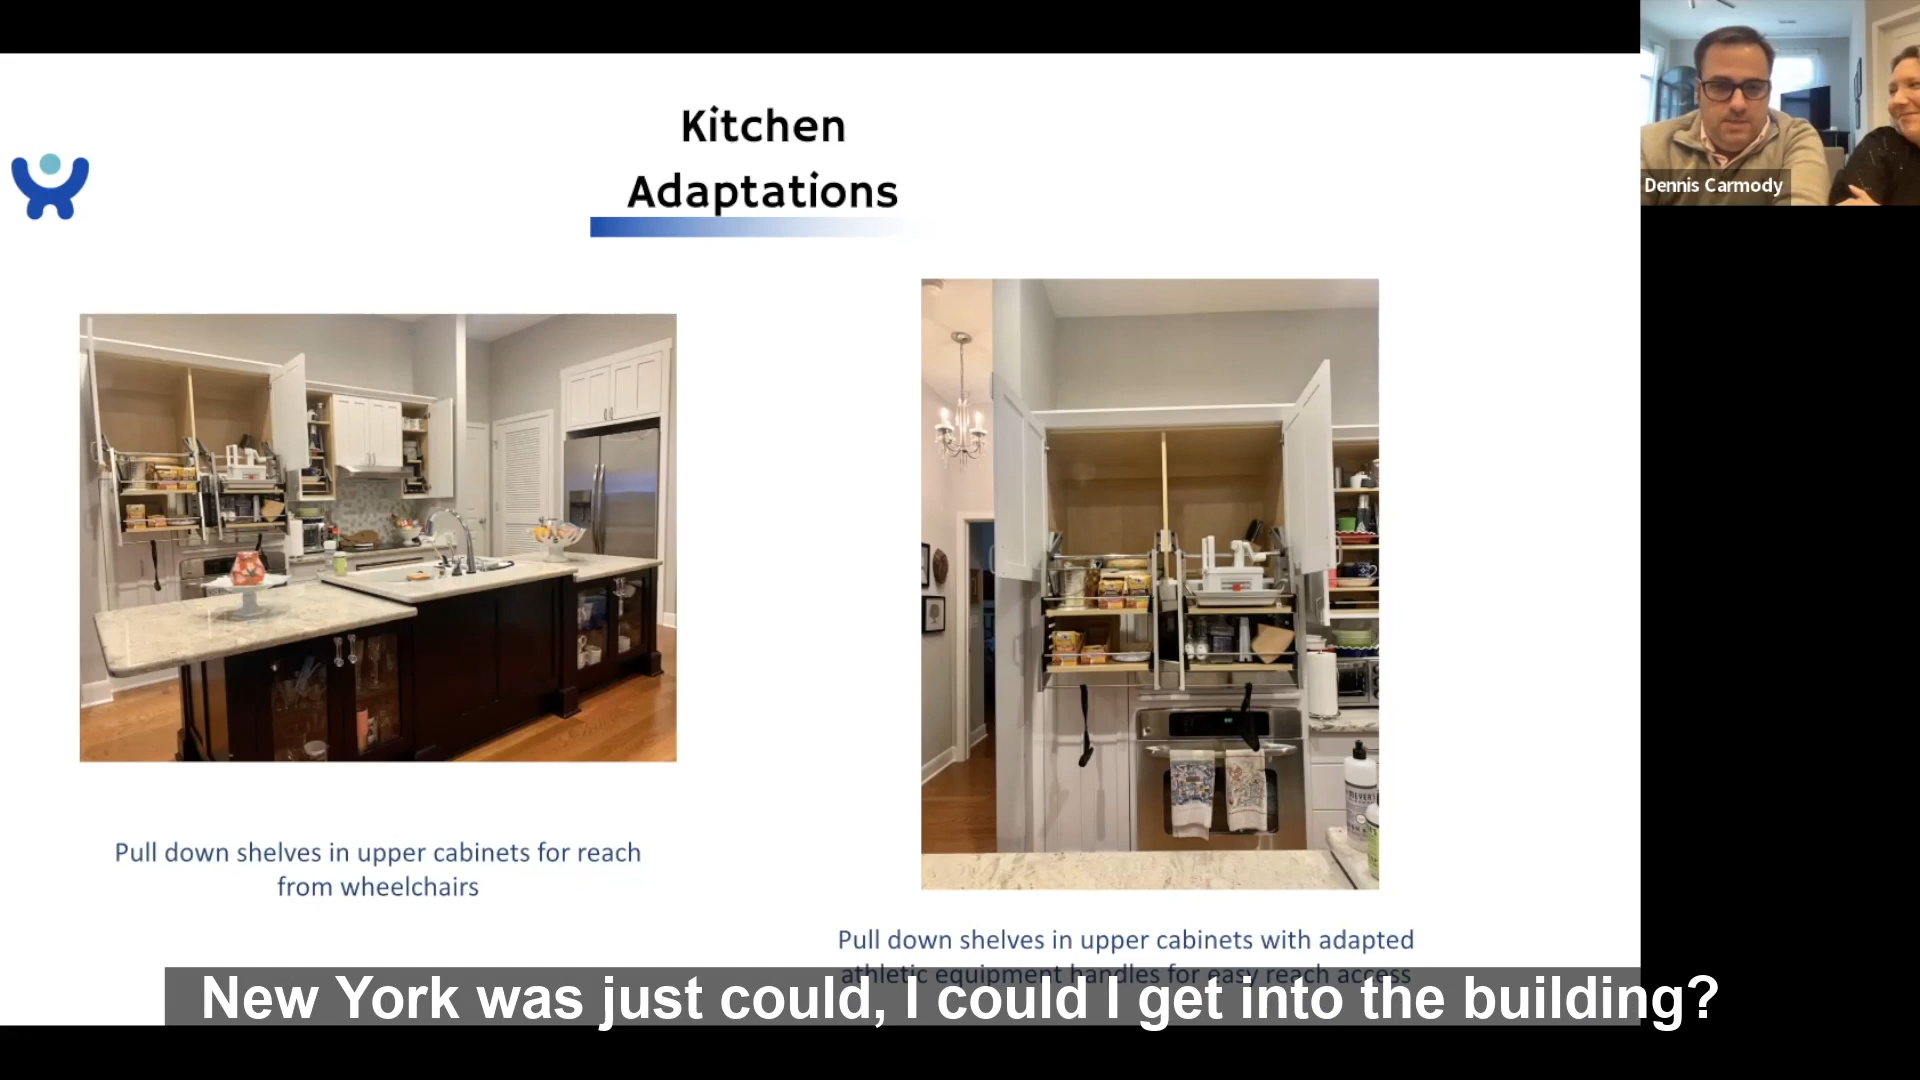 Kitchen
Adaptations
Dennis Carmody
Pull down shelves in upper cabinets for reach
from wheelchairs
Pull down shelves in upper cabinets with adapted
athletic equipment handles for easy reach access
New York was just could, I could I get into the building?